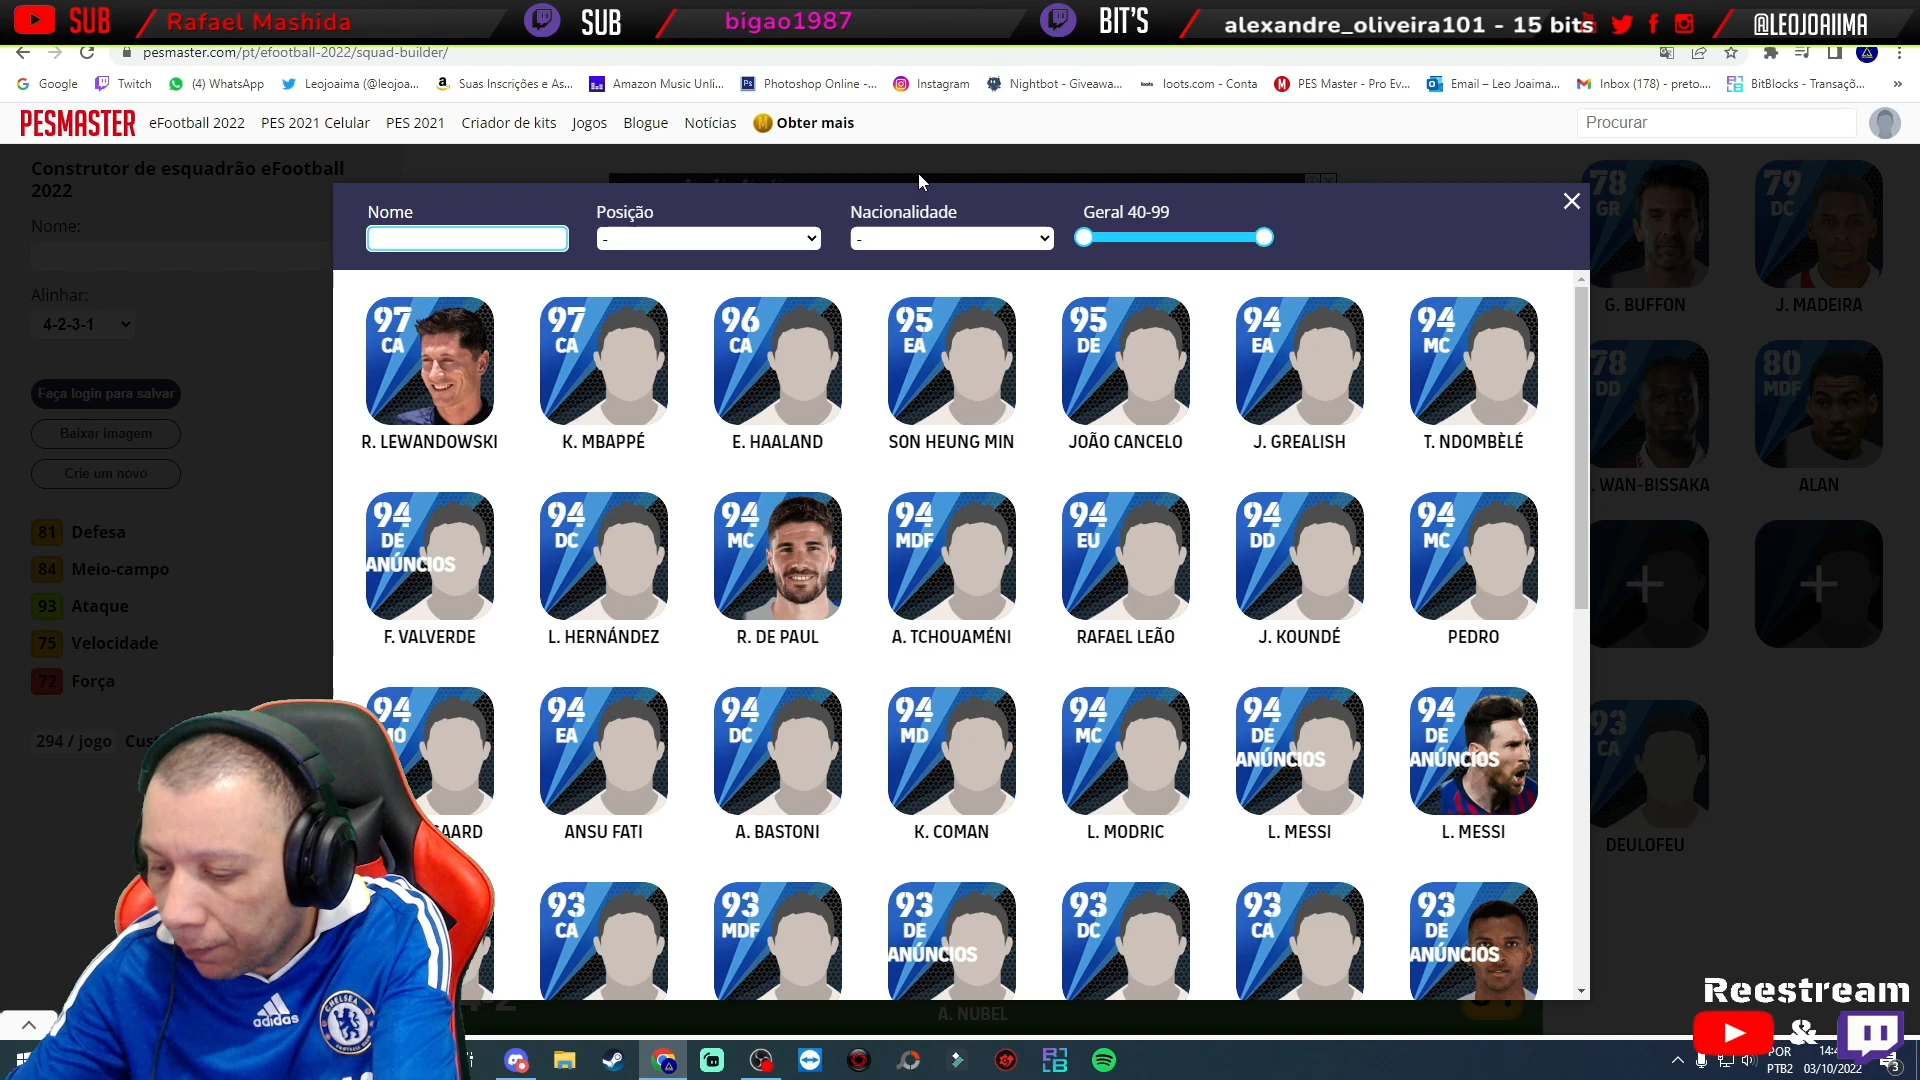 SUB Rafael Mashida SUB bigao1987 BIT'S alexandre_oliveira101 - 15 bits @LEOJOAIIMA
pesmaster.com/pt/efootball-2022/squad-builder/
Google Twitch (4) WhatsApp Leojoaima (@leojoa... Suas Inscrições e As... Amazon Music Unli... Photoshop Online -... Instagram Nightbot - Giveawa... loots.com - Conta PES Master - Pro Ev... Email – Leo Joaima... Inbox (178) - preto.... BitBlocks - Transaçõ... »
PESMASTER eFootball 2022 PES 2021 Celular PES 2021 Criador de kits Jogos Blogue Notícias Obter mais Procurar
Construtor de esquadrão eFootball
2022
Nome:
Alinhar:
4-2-3-1
Faça login para salvar
Baixar imagem
Crie um novo
81 Defesa
84 Meio-campo
93 Ataque
75 Velocidade
72 Força
294 / jogo
Nome Posição Nacionalidade Geral 40-99
- -
97 CA R. LEWANDOWSKI
97 CA K. MBAPPÉ
96 CA E. HAALAND
95 EA SON HEUNG MIN
95 DE JOÃO CANCELO
94 EA J. GREALISH
94 MC T. NDOMBÈLÉ
94 DE ANÚNCIOS F. VALVERDE
94 DC L. HERNÁNDEZ
94 MC R. DE PAUL
94 MDF A. TCHOUAMÉNI
94 EU RAFAEL LEÃO
94 DD J. KOUNDÉ
94 MC PEDRO
94
94 EA ANSU FATI
94 DC A. BASTONI
94 MD K. COMAN
94 MC L. MODRIC
94 DE ANÚNCIOS L. MESSI
94 DE ANÚNCIOS L. MESSI
93 CA
93 MDF
93 DE ANÚNCIOS
93 DC
93 CA
93 DE ANÚNCIOS
78 GR G. BUFFON
79 DC J. MADEIRA
78 DD WAN-BISSAKA
80 MDF ALAN
93 CA DEULOFEU
A. NUBEL
adidas
CHELSEA
Reestream
&
POR
PTB2 03/10/2022 3